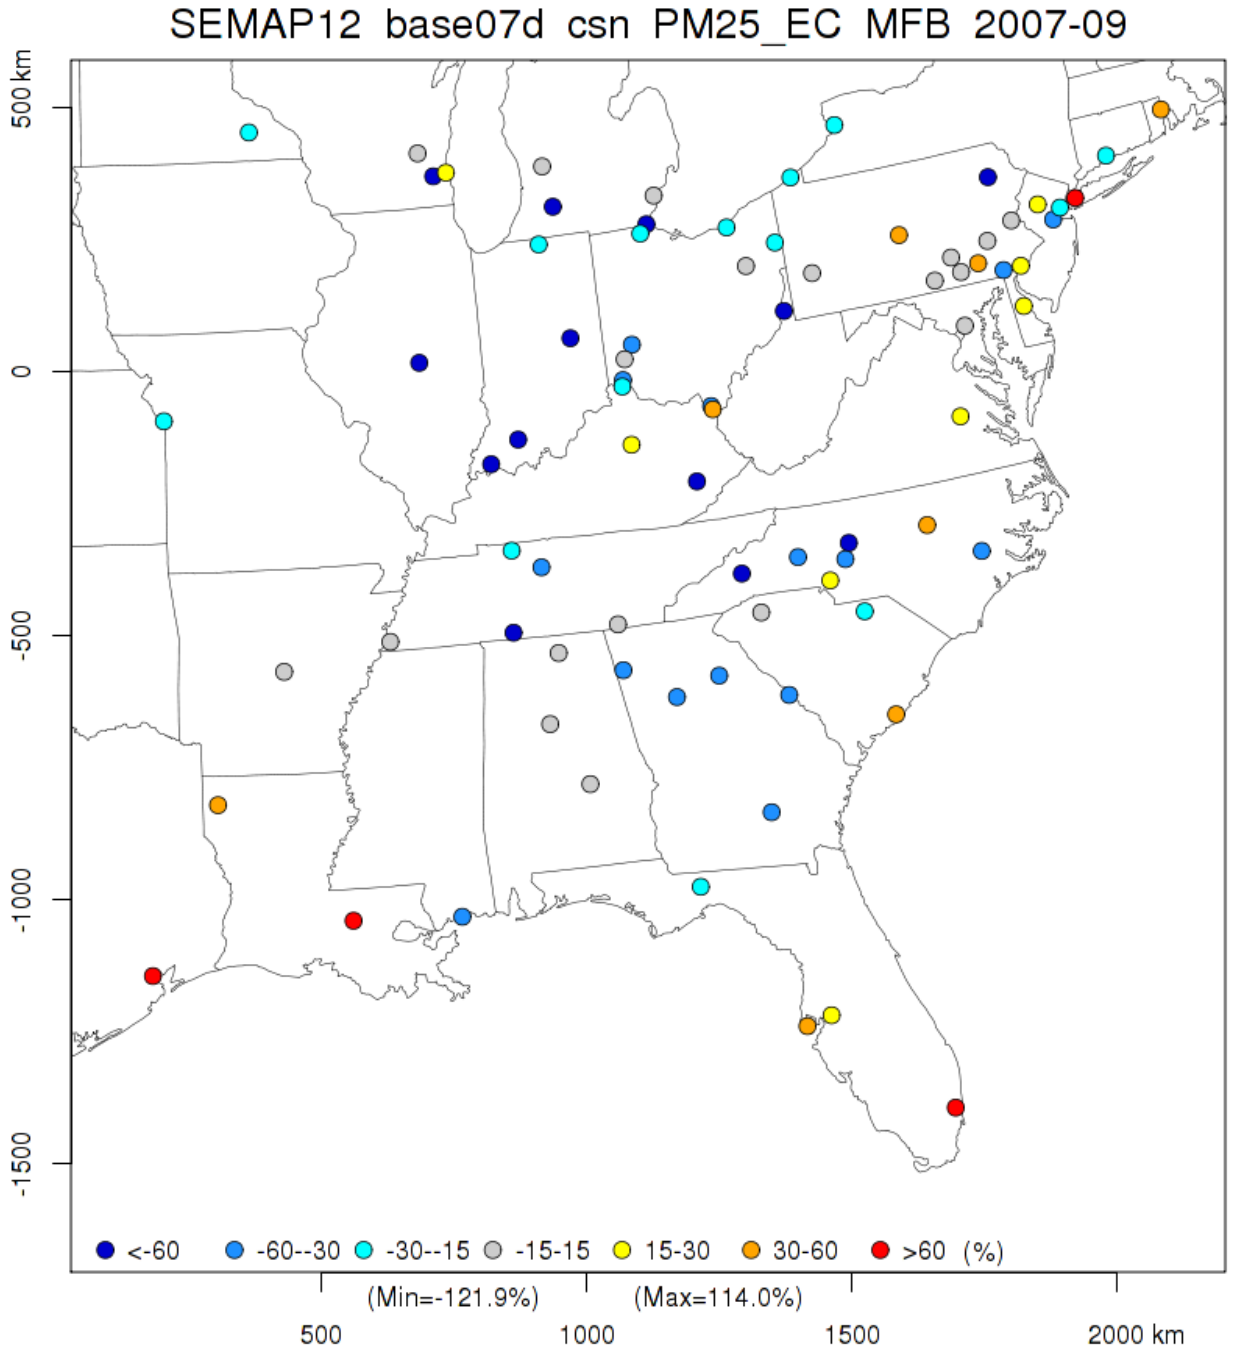 SEMAP12 base07d csn PM25_EC MFB 2007-09
500 km
0
-500
-1000
-1500
<-60 -60--30 -30--15 -15-15 15-30 30-60 >60 (%)
(Min=-121.9%) (Max=114.0%)
500 1000 1500 2000 km